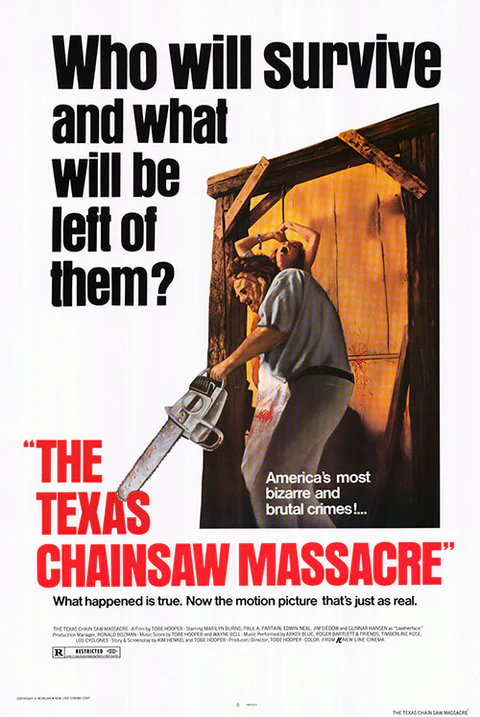 Who will survive
and what
will be
left of
them?
America's most
bizarre and
brutal crimes!...
"THE
TEXAS
CHAINSAW MASSACRE"
What happened is true. Now the motion picture that's just as real.
THE TEXAS CHAIN SAW MASSACRE · A Film by TOBE HOOPER · Starring MARILYN BURNS, PAUL A. PARTAIN, EDWIN NEAL, JIM SIEDOW and GUNNAR HANSEN as "Leatherface"
Production Manager, RONALD BOZMAN · Music Score by TOBE HOOPER and WAYNE BELL · Music Performed by ARKEY BLUE, ROGER BARTLETT & FRIENDS, TIMBERLINE ROSE,
LOS CYCLONES · Story & Screenplay by KIM HENKEL and TOBE HOOPER · Producer/Director, TOBE HOOPER · COLOR · FROM NEW LINE CINEMA
R RESTRICTED
THE TEXAS CHAIN SAW MASSACRE